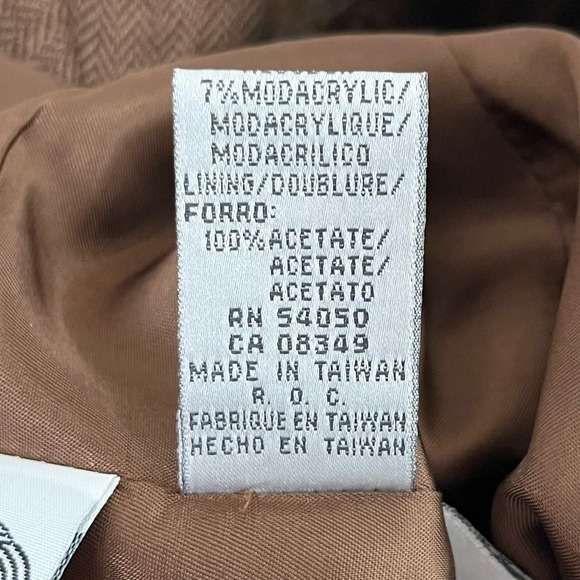 7% MODACRYLIC/
MODACRYLIQUE/
MODACRILICO
LINING/DOUBLURE/
FORRO:
100% ACETATE/
ACETATE/
ACETATO
RN 54050
CA 08349
MADE IN TAIWAN
R. O. C.
FABRIQUE EN TAIWAN
HECHO EN TAIWAN